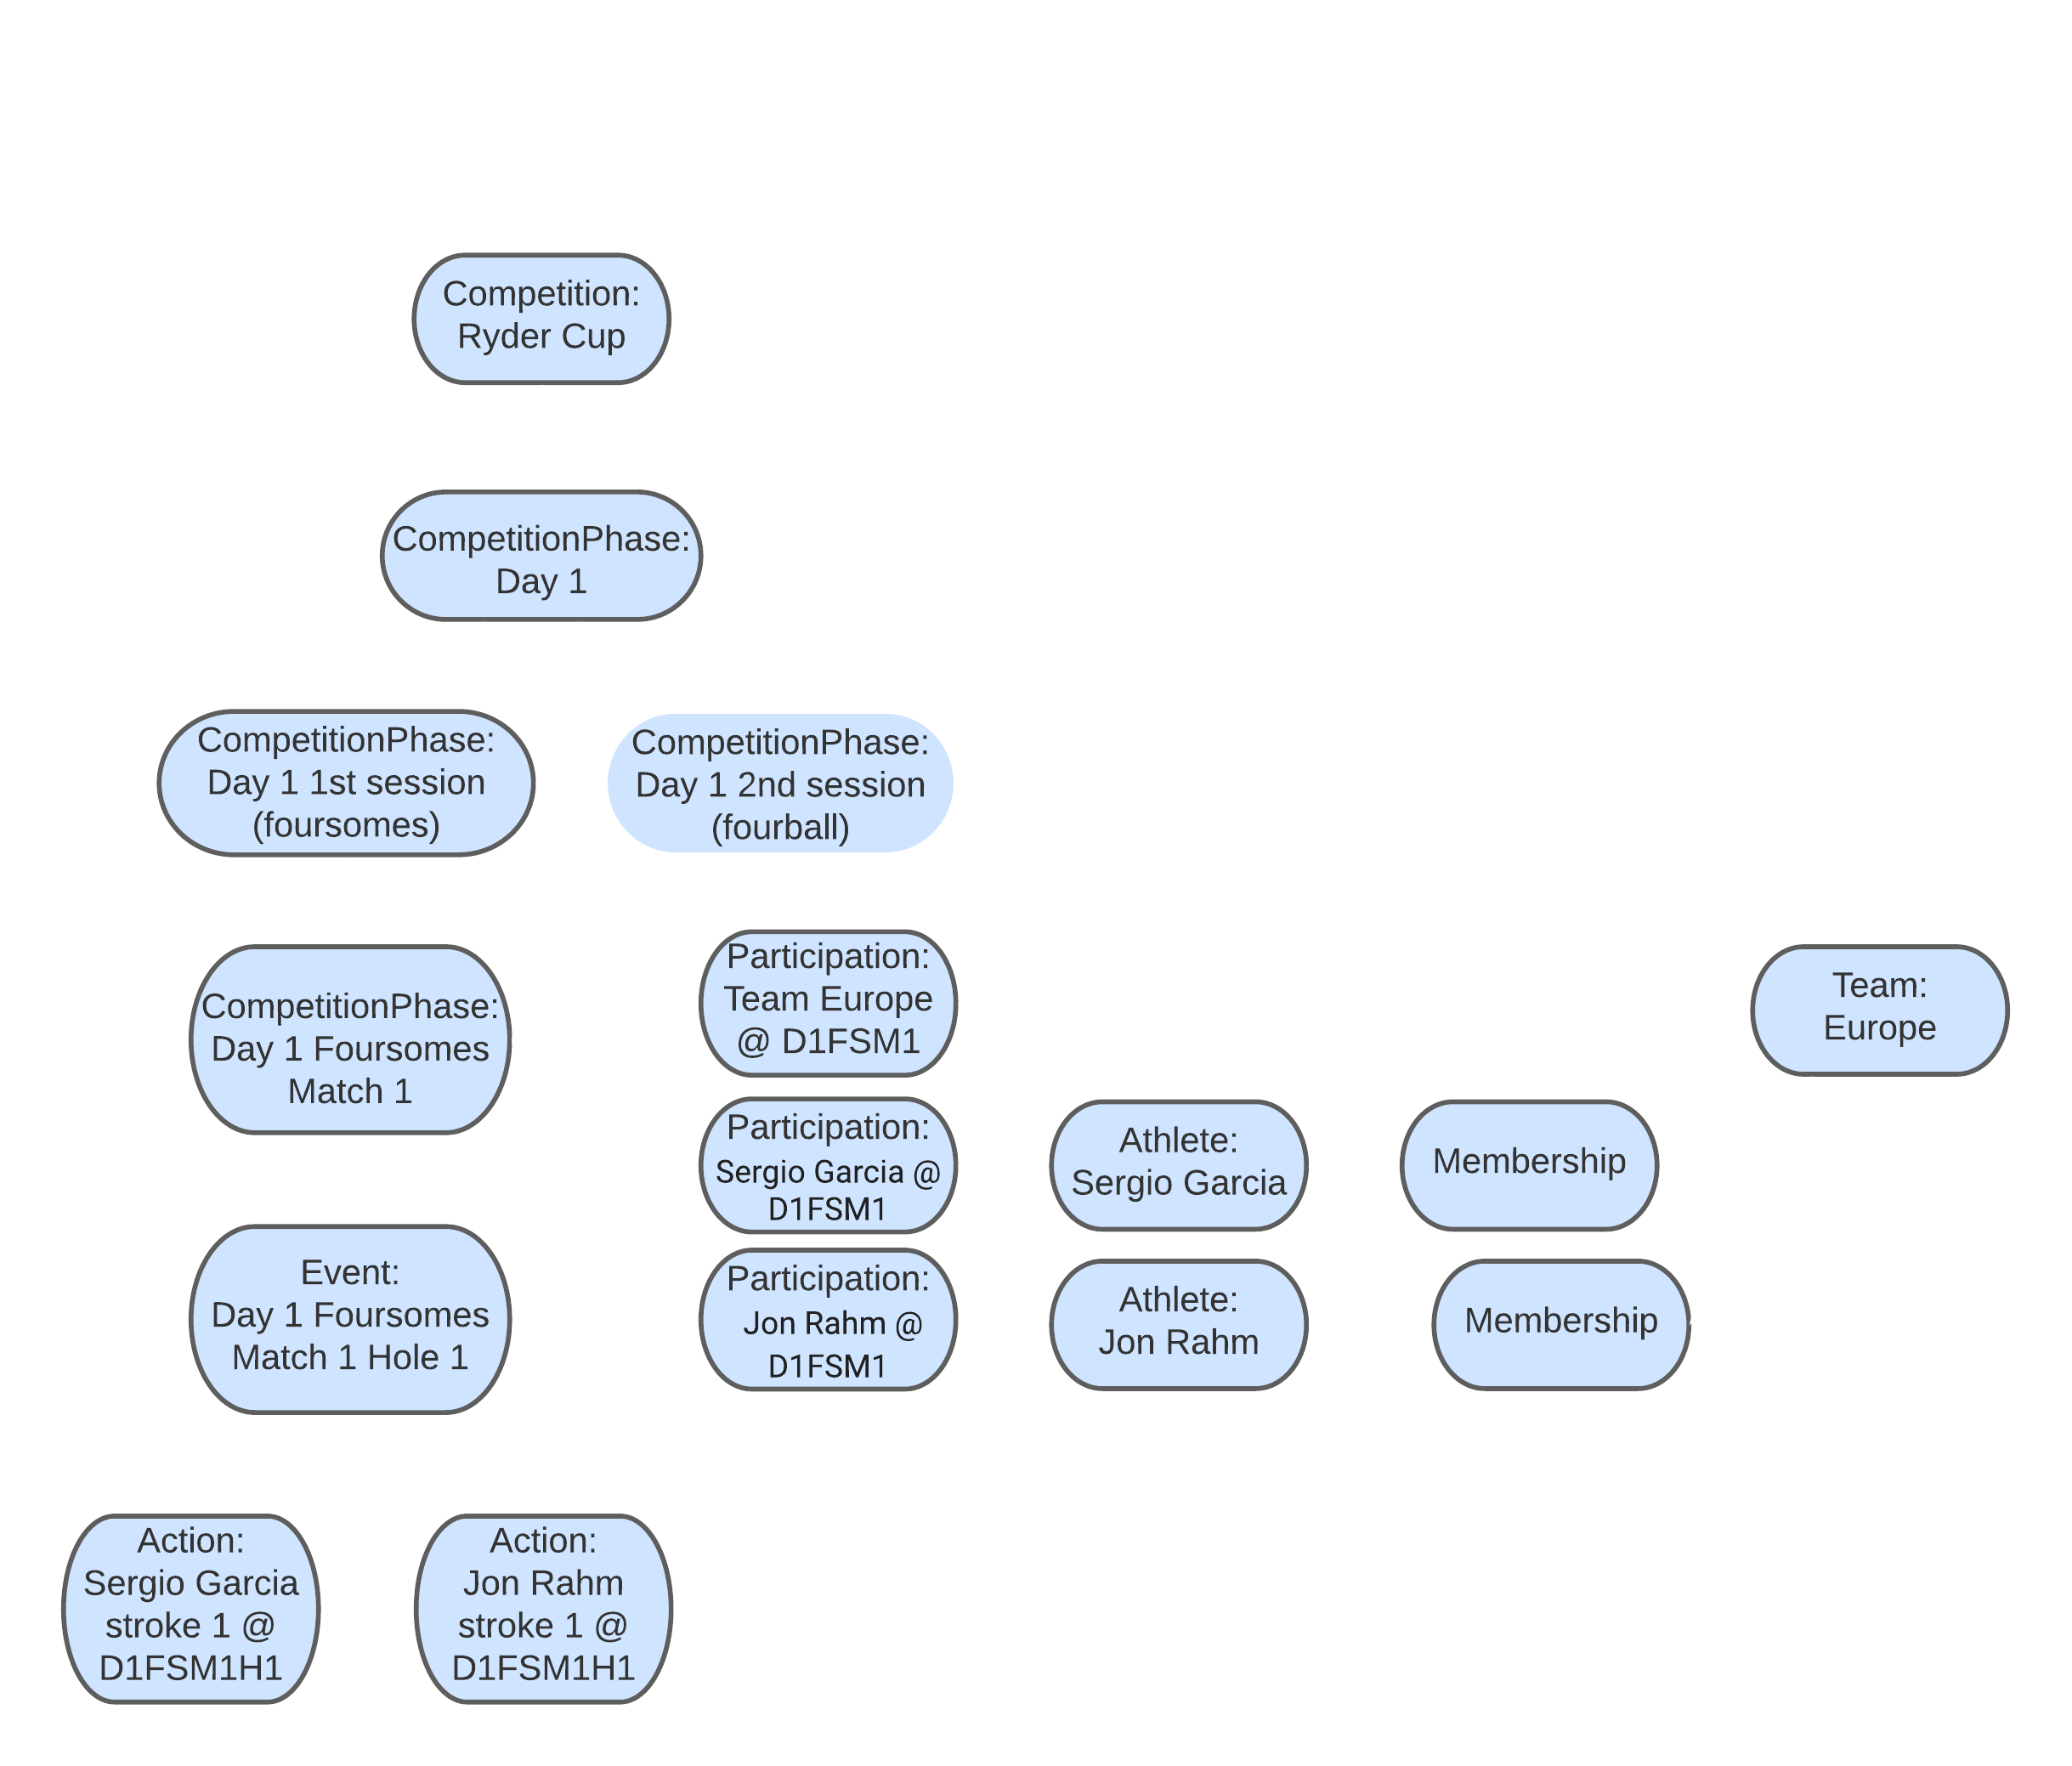 Competition:
Ryder Cup
CompetitionPhase:
Day 1
CompetitionPhase:
Day 1 1st session
(foursomes)
CompetitionPhase:
Day 1 2nd session
(fourball)
CompetitionPhase:
Day 1 Foursomes
Match 1
Participation:
Team Europe
@ D1FSM1
Team:
Europe
Participation:
Sergio Garcia @
D1FSM1
Athlete:
Sergio Garcia
Membership
Event:
Day 1 Foursomes
Match 1 Hole 1
Participation:
Jon Rahm @
D1FSM1
Athlete:
Jon Rahm
Membership
Action:
Sergio Garcia
stroke 1 @
D1FSM1H1
Action:
Jon Rahm
stroke 1 @
D1FSM1H1